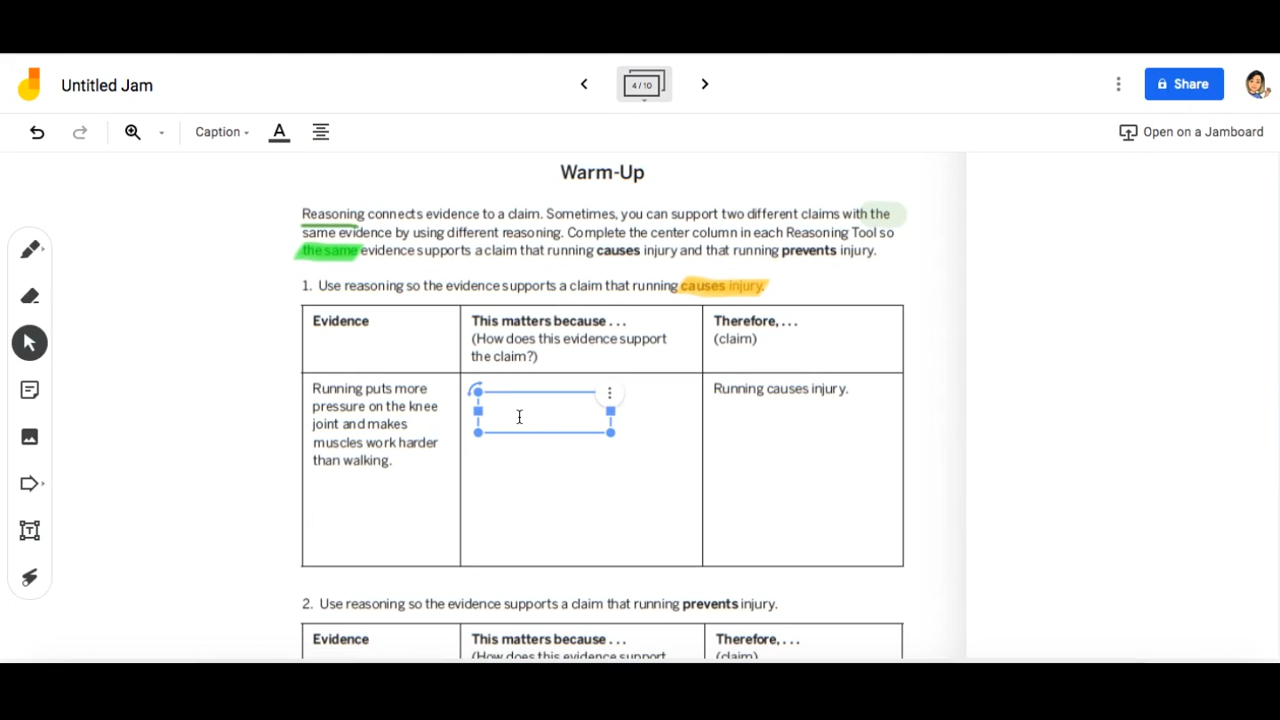 Untitled Jam
4 / 10
Share
Caption
A
Open on a Jamboard
Warm-Up
Reasoning connects evidence to a claim. Sometimes, you can support two different claims with the
same evidence by using different reasoning. Complete the center column in each Reasoning Tool so
the same evidence supports a claim that running causes injury and that running prevents injury.
1. Use reasoning so the evidence supports a claim that running causes injury.
Evidence
This matters because . . .
(How does this evidence support
the claim?)
Therefore, . . .
(claim)
Running puts more
pressure on the knee
joint and makes
muscles work harder
than walking.
Running causes injury.
2. Use reasoning so the evidence supports a claim that running prevents injury.
Evidence
This matters because . . .
(How does this evidence support
Therefore, . . .
(claim)